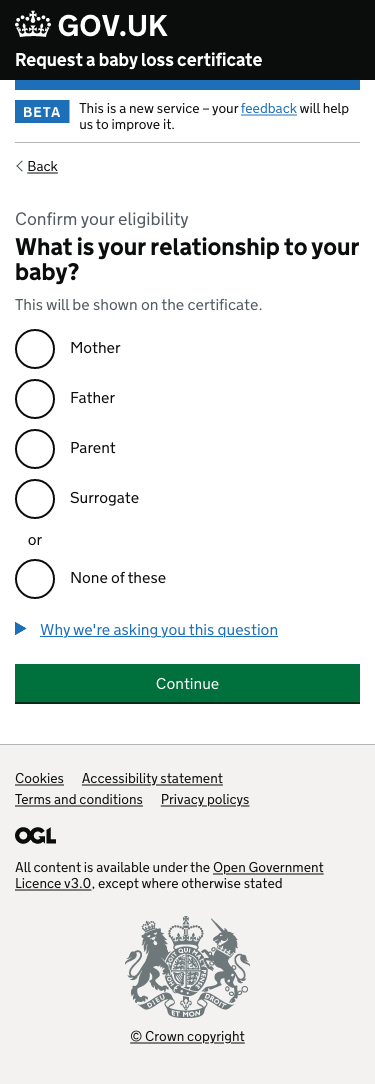 GOV.UK
Request a baby loss certificate
BETA
This is a new service – your feedback will help
us to improve it.
Back
Confirm your eligibility
What is your relationship to your
baby?
This will be shown on the certificate.
Mother
Father
Parent
Surrogate
or
None of these
Why we're asking you this question
Continue
Cookies Accessibility statement
Terms and conditions Privacy policys
OGL
All content is available under the Open Government
Licence v3.0, except where otherwise stated
DIEU ET MON DROIT
© Crown copyright